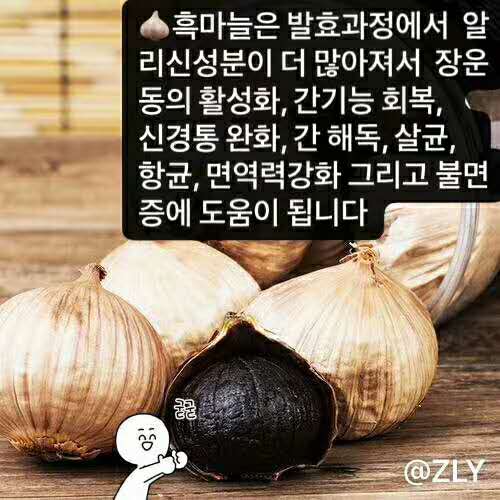 🧄흑마늘은 발효과정에서 알
리신성분이 더 많아져서 장운
동의 활성화, 간기능 회복,
신경통 완화, 간 해독, 살균,
항균, 면역력강화 그리고 불면
증에 도움이 됩니다
굳굳
@ZLY